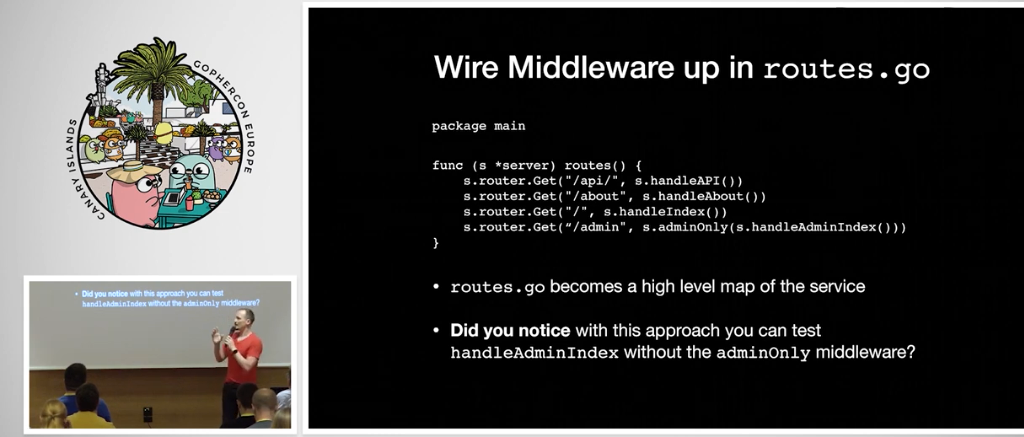 GOPHERCON EUROPE
CANARY ISLANDS
Wire Middleware up in routes.go
package main
func (s *server) routes() {
s.router.Get("/api/", s.handleAPI())
s.router.Get("/about", s.handleAbout())
s.router.Get("/", s.handleIndex())
s.router.Get(“/admin", s.adminOnly(s.handleAdminIndex()))
}
• routes.go becomes a high level map of the service
• Did you notice with this approach you can test
handleAdminIndex without the adminOnly middleware?
• Did you notice with this approach you can test
handleAdminIndex without the adminOnly middleware?